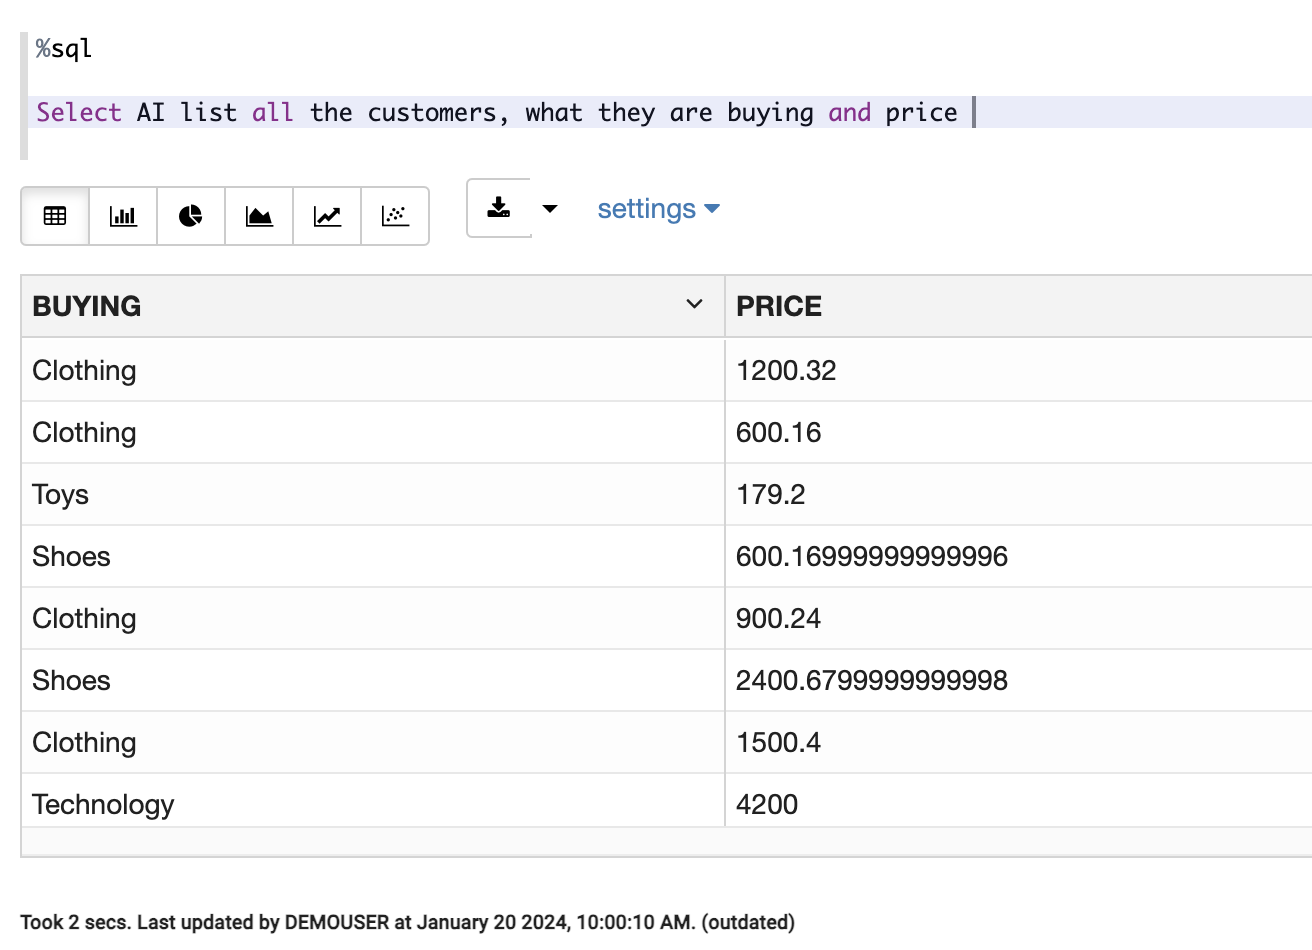 %sql
Select AI list all the customers, what they are buying and price
settings
BUYING PRICE
Clothing 1200.32
Clothing 600.16
Toys 179.2
Shoes 600.16999999999996
Clothing 900.24
Shoes 2400.6799999999998
Clothing 1500.4
Technology 4200
Took 2 secs. Last updated by DEMOUSER at January 20 2024, 10:00:10 AM. (outdated)